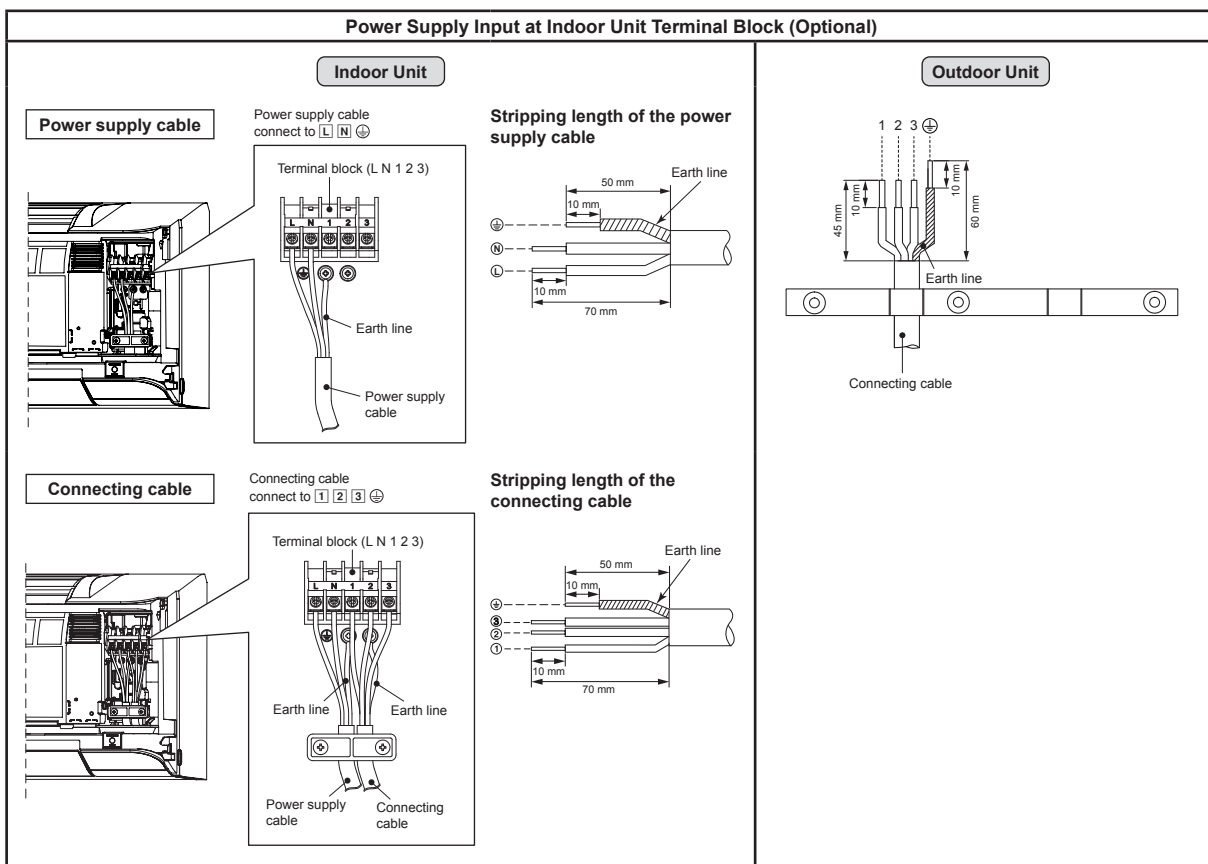 Power Supply Input at Indoor Unit Terminal Block (Optional)
Indoor Unit
Power supply cable
Power supply cable
connect to L N ⏚
Terminal block (L N 1 2 3)
L N 1 2 3
Earth line
Power supply
cable
Stripping length of the power
supply cable
Earth line
50 mm
10 mm
N
L
10 mm
70 mm
Connecting cable
Connecting cable
connect to 1 2 3 ⏚
Terminal block (L N 1 2 3)
L N 1 2 3
Earth line
Earth line
Power supply
cable
Connecting
cable
Stripping length of the
connecting cable
Earth line
50 mm
10 mm
3
2
1
10 mm
70 mm
Outdoor Unit
1 2 3 ⏚
45 mm
10 mm
10 mm
60 mm
Earth line
Connecting cable